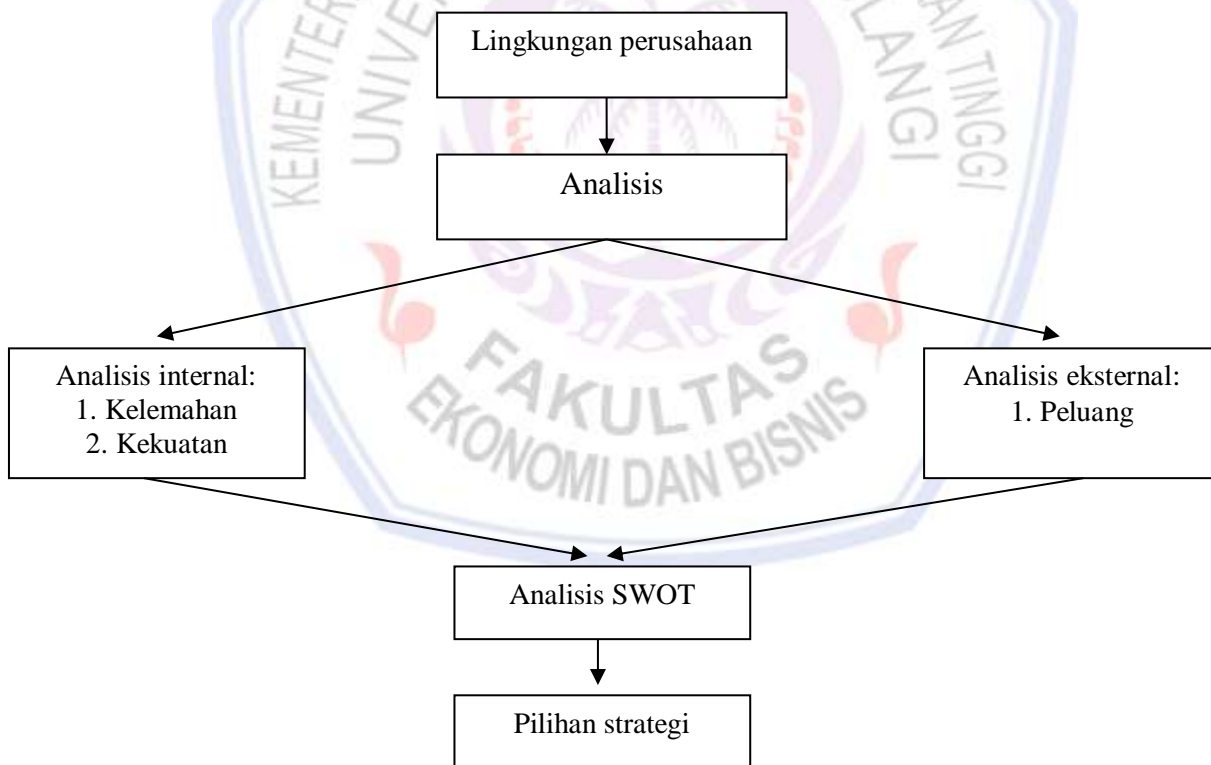 Lingkungan perusahaan
Analisis
Analisis internal:
1. Kelemahan
2. Kekuatan
Analisis eksternal:
1. Peluang
Analisis SWOT
Pilihan strategi
TINGGI
FAKULTAS
EKONOMI DAN BISNIS